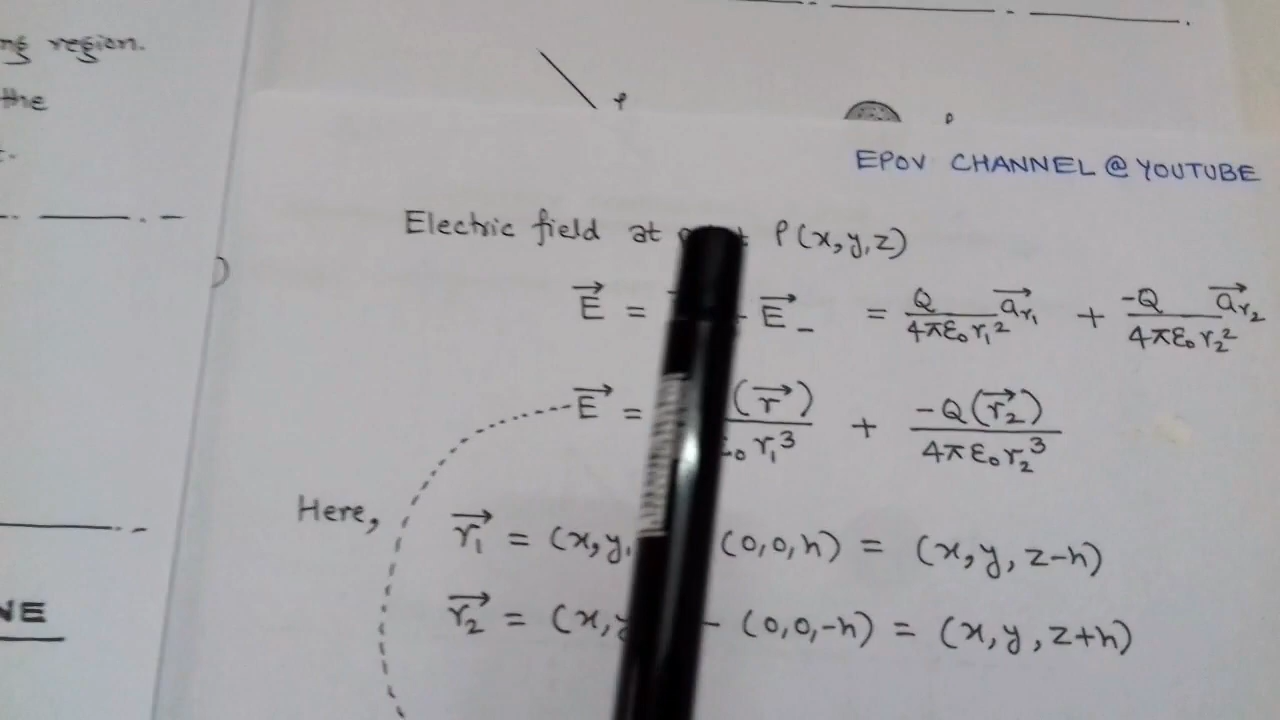 ng region.
the
P
P
EPOV CHANNEL @ YOUTUBE
Electric field at P(x,y,z)
E⃗ = E⃗₋ = Q/4πε₀r₁² a⃗r₁ + -Q/4πε₀r₂² a⃗r₂
E⃗ = (r⃗)/ε₀r₁³ + -Q(r⃗₂)/4πε₀r₂³
Here,
r⃗₁ = (x,y, (0,0,h) = (x,y,z-h)
r⃗₂ = (x,y - (0,0,-h) = (x,y,z+h)
NE